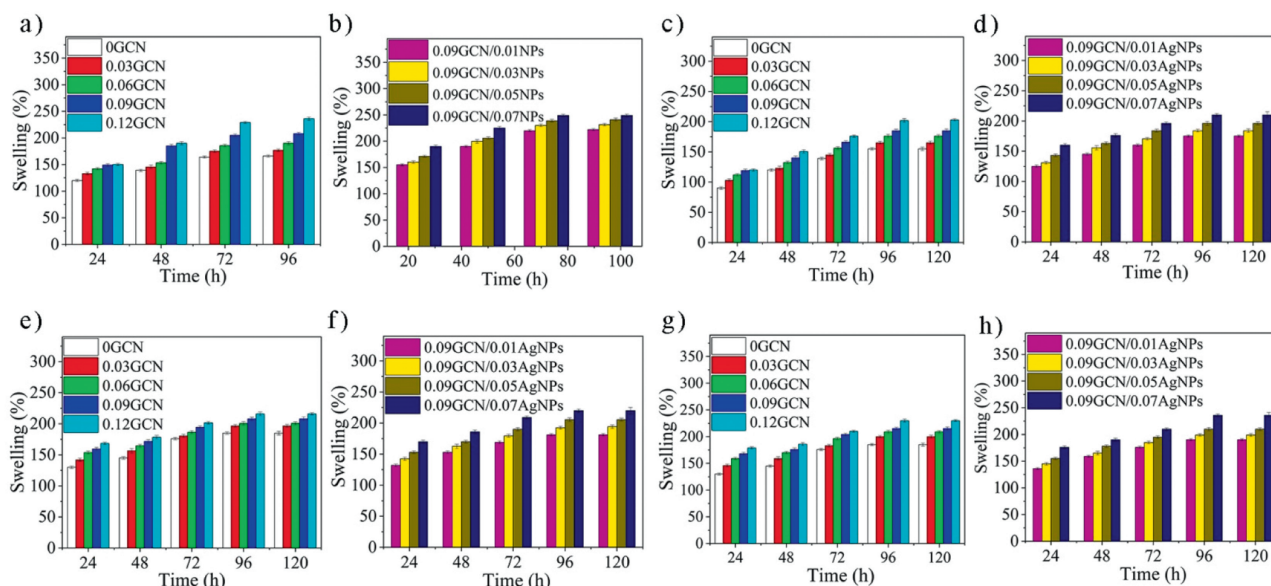 a)
0GCN
0.03GCN
0.06GCN
0.09GCN
0.12GCN
350
300
250
200
150
100
50
0
Swelling (%)
24 48 72 96
Time (h)
b)
0.09GCN/0.01NPs
0.09GCN/0.03NPs
0.09GCN/0.05NPs
0.09GCN/0.07NPs
350
300
250
200
150
100
50
0
Swelling (%)
20 40 60 80 100
Time (h)
c)
0GCN
0.03GCN
0.06GCN
0.09GCN
0.12GCN
350
300
250
200
150
100
50
0
Swelling (%)
24 48 72 96 120
Time (h)
d)
0.09GCN/0.01AgNPs
0.09GCN/0.03AgNPs
0.09GCN/0.05AgNPs
0.09GCN/0.07AgNPs
350
300
250
200
150
100
50
0
Swelling (%)
24 48 72 96 120
Time (h)
e)
0GCN
0.03GCN
0.06GCN
0.09GCN
0.12GCN
300
250
200
150
100
50
0
Swelling (%)
24 48 72 96 120
Time (h)
f)
0.09GCN/0.01AgNPs
0.09GCN/0.03AgNPs
0.09GCN/0.05AgNPs
0.09GCN/0.07AgNPs
300
250
200
150
100
50
0
Swelling (%)
24 48 72 96 120
Time (h)
g)
0GCN
0.03GCN
0.06GCN
0.09GCN
0.12GCN
350
300
250
200
150
100
50
0
Swelling (%)
24 48 72 96 120
Time (h)
h)
0.09GCN/0.01AgNPs
0.09GCN/0.03AgNPs
0.09GCN/0.05AgNPs
0.09GCN/0.07AgNPs
350
300
250
200
150
100
50
0
Swelling (%)
24 48 72 96 120
Time (h)